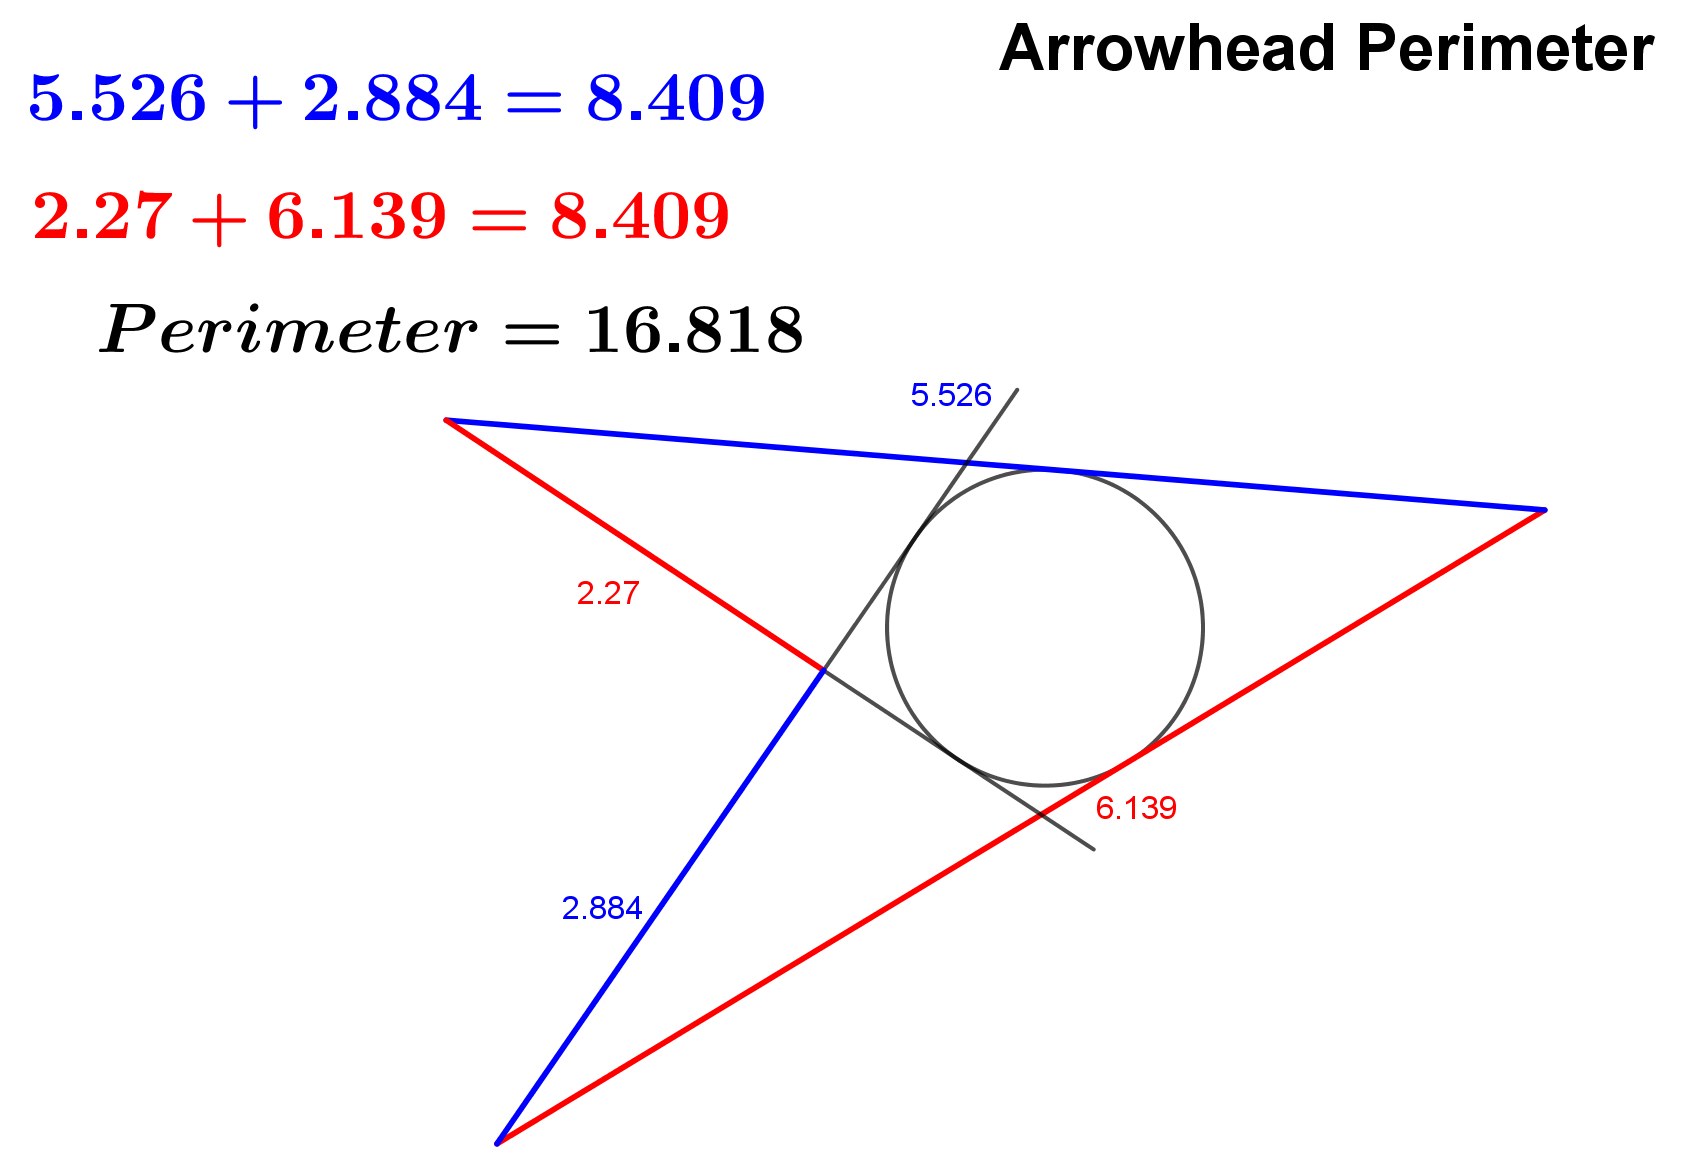 Arrowhead Perimeter
5.526 + 2.884 = 8.409
2.27 + 6.139 = 8.409
Perimeter = 16.818
5.526
2.27
6.139
2.884